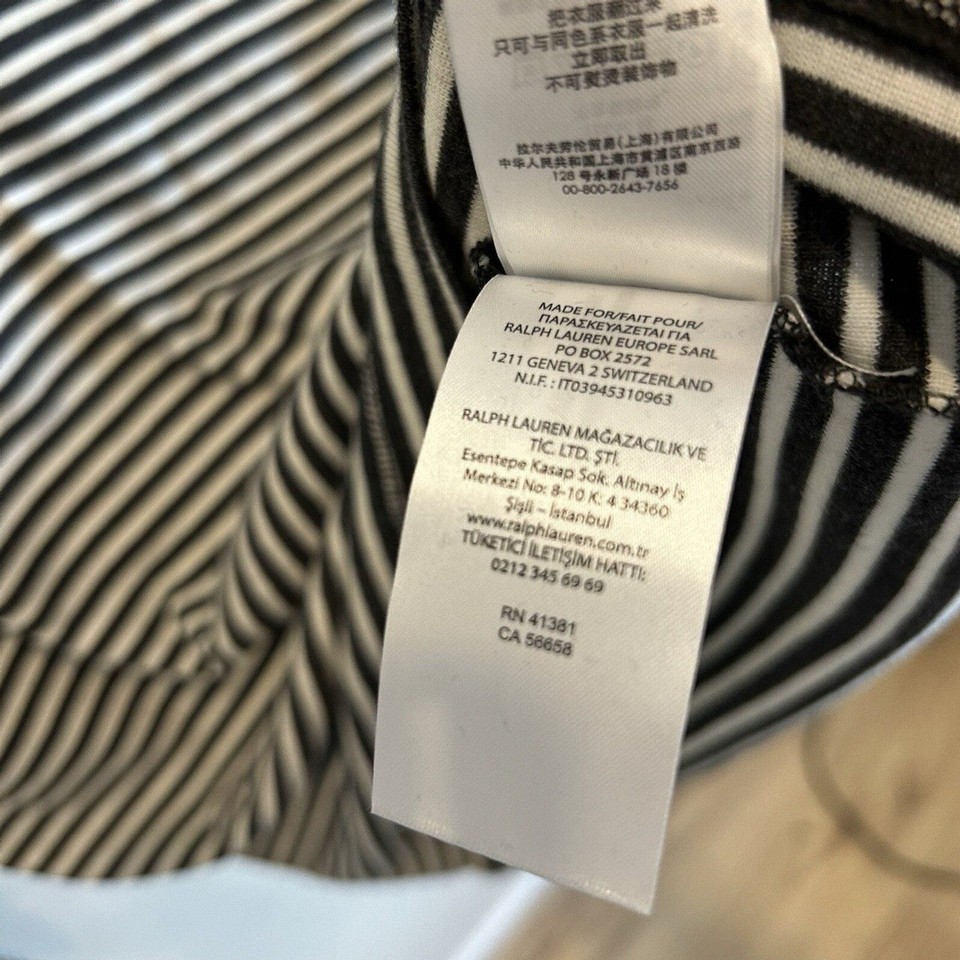 把衣服翻过来
只可与同色系衣服一起清洗
立即取出
不可熨烫装饰物
拉尔夫劳伦贸易(上海)有限公司
中华人民共和国上海市黄浦区南京西路
128 号永新广场 18 楼
00-800-2643-7656
MADE FOR/FAIT POUR/
ΠΑΡΑΣΚΕΥΑΖΕΤΑΙ ΓΙΑ
RALPH LAUREN EUROPE SARL
PO BOX 2572
1211 GENEVA 2 SWITZERLAND
N.I.F. : IT03945310963
RALPH LAUREN MAĞAZACILIK VE
TİC. LTD. ŞTİ.
Esentepe Kasap Sok. Altınay İş
Merkezi No: 8-10 K: 4 34360
Şişli – İstanbul
www.ralphlauren.com.tr
TÜKETİCİ İLETİŞİM HATTI:
0212 345 69 69
RN 41381
CA 56658